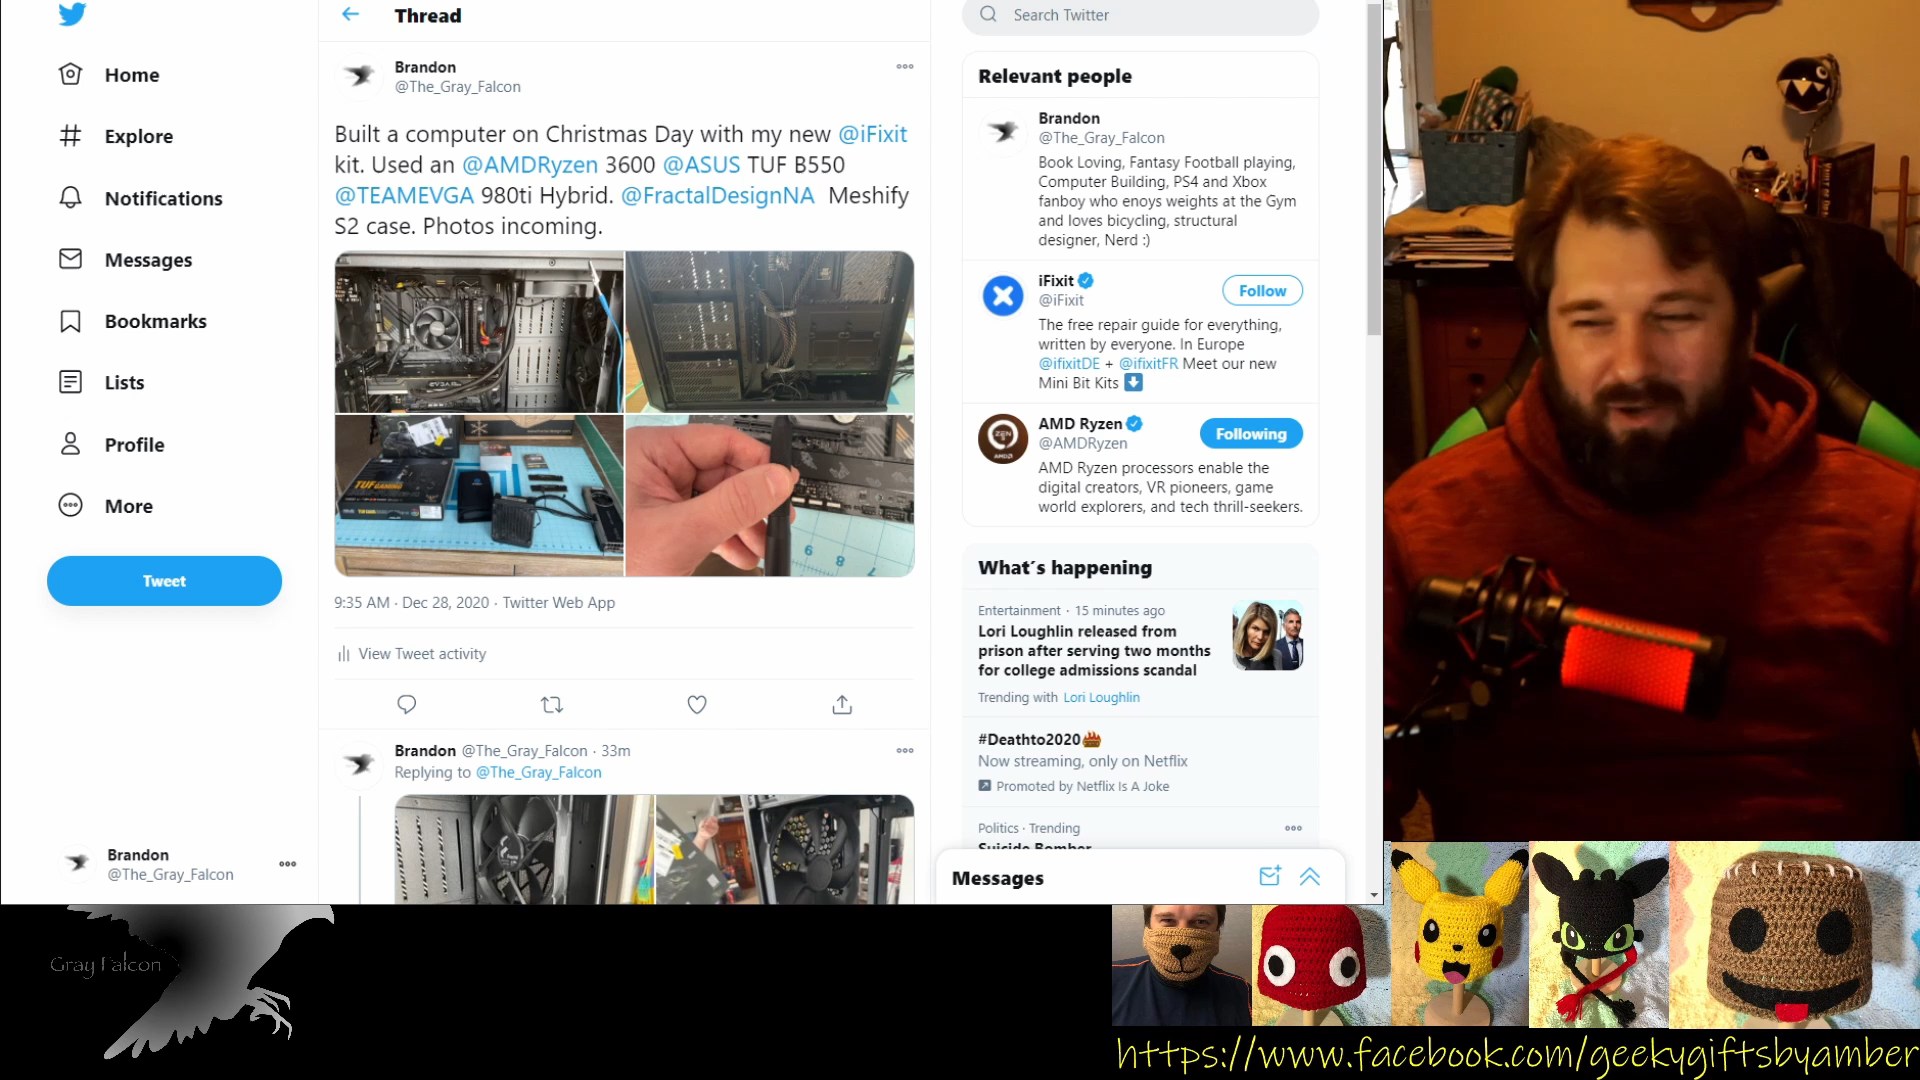 Home
Explore
Notifications
Messages
Bookmarks
Lists
Profile
More
Tweet
Brandon
@The_Gray_Falcon
Thread
Brandon
@The_Gray_Falcon
Built a computer on Christmas Day with my new @iFixit
kit. Used an @AMDRyzen 3600 @ASUS TUF B550
@TEAMEVGA 980ti Hybrid. @FractalDesignNA Meshify
S2 case. Photos incoming.
TUF GAMING
9:35 AM · Dec 28, 2020 · Twitter Web App
View Tweet activity
Brandon @The_Gray_Falcon · 33m
Replying to @The_Gray_Falcon
Search Twitter
Relevant people
Brandon
@The_Gray_Falcon
Book Loving, Fantasy Football playing,
Computer Building, PS4 and Xbox
fanboy who enoys weights at the Gym
and loves bicycling, structural
designer, Nerd :)
iFixit
@iFixit
Follow
The free repair guide for everything,
written by everyone. In Europe
@ifixitDE + @ifixitFR Meet our new
Mini Bit Kits
ZEN
AMD
AMD Ryzen
@AMDRyzen
Following
AMD Ryzen processors enable the
digital creators, VR pioneers, game
world explorers, and tech thrill-seekers.
What's happening
Entertainment · 15 minutes ago
Lori Loughlin released from
prison after serving two months
for college admissions scandal
Trending with Lori Loughlin
#Deathto2020
Now streaming, only on Netflix
Promoted by Netflix Is A Joke
Politics · Trending
Suicide Bomber
Messages
Gray Falcon
https://www.facebook.com/geekygiftsbyamber